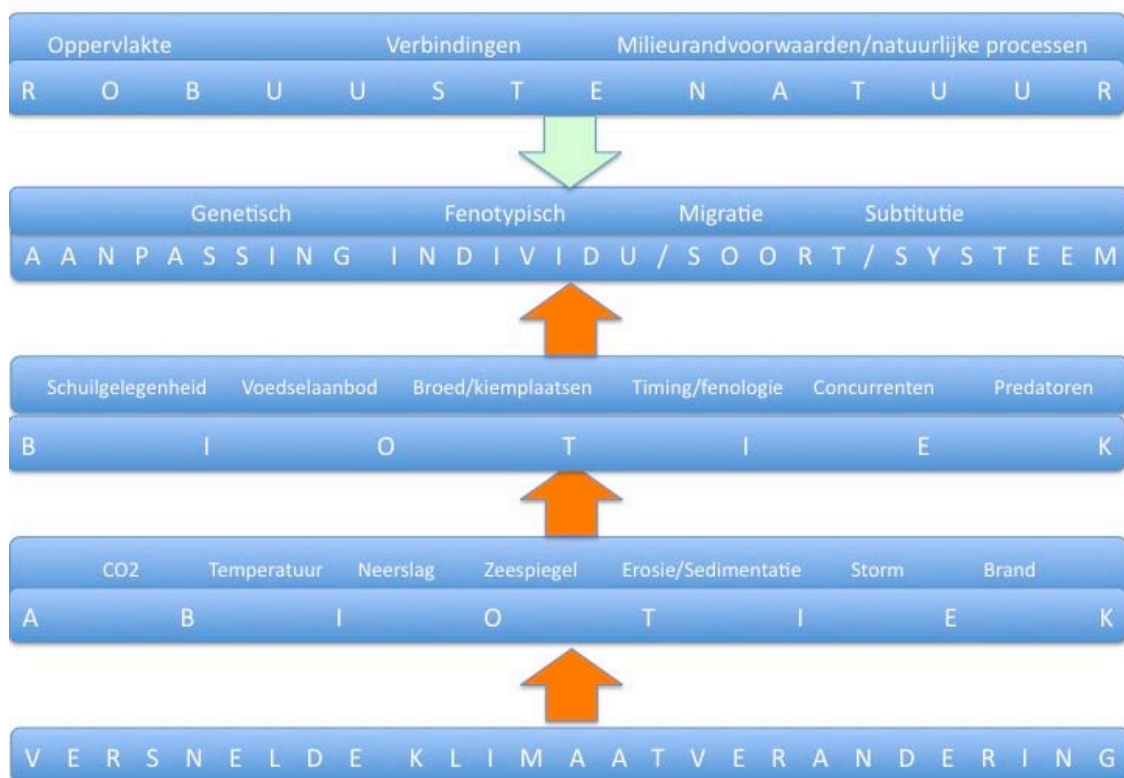 Oppervlakte Verbindingen Milieurandvoorwaarden/natuurlijke processen
R O B U U S T E N A T U U R
Genetisch Fenotypisch Migratie Subtitutie
A A N P A S S I N G I N D I V I D U / S O O R T / S Y S T E E M
Schuilgelegenheid Voedselaanbod Broed/kiemplaatsen Timing/fenologie Concurrenten Predatoren
B I O T I E K
CO2 Temperatuur Neerslag Zeespiegel Erosie/Sedimentatie Storm Brand
A B I O T I E K
V E R S N E L D E K L I M A A T V E R A N D E R I N G